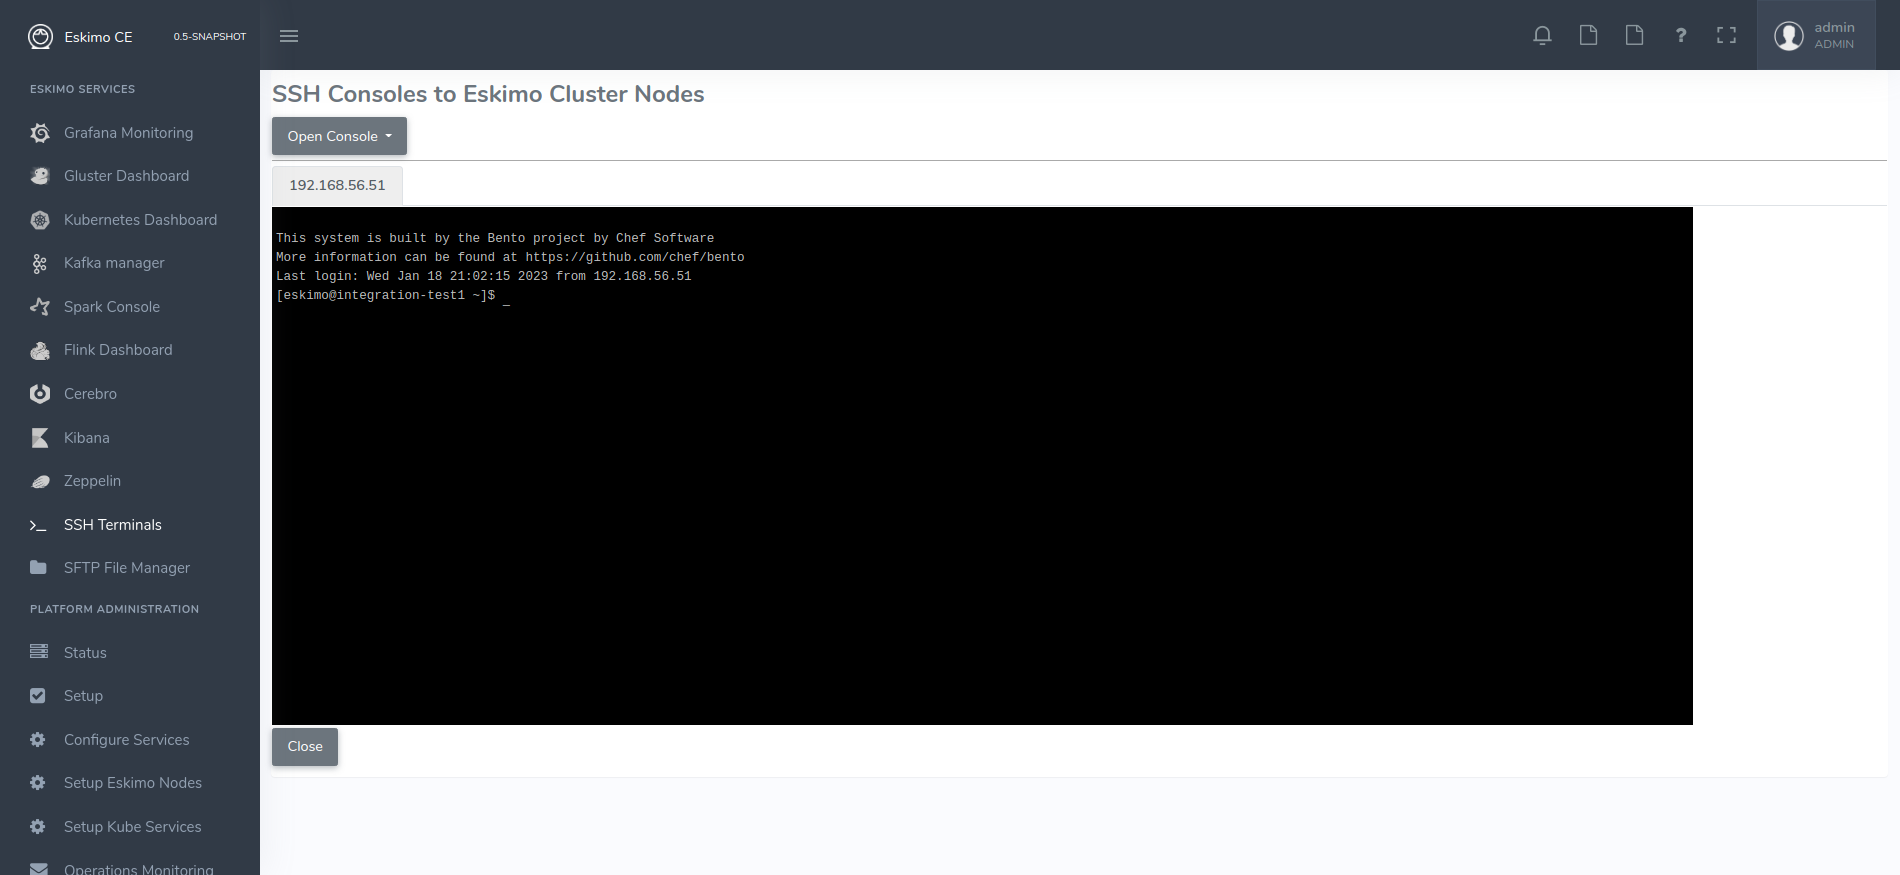 Eskimo CE 0.5-SNAPSHOT
ESKIMO SERVICES
Grafana Monitoring
Gluster Dashboard
Kubernetes Dashboard
Kafka manager
Spark Console
Flink Dashboard
Cerebro
Kibana
Zeppelin
SSH Terminals
SFTP File Manager
PLATFORM ADMINISTRATION
Status
Setup
Configure Services
Setup Eskimo Nodes
Setup Kube Services
Operations Monitoring
?
admin
ADMIN
SSH Consoles to Eskimo Cluster Nodes
Open Console
192.168.56.51
This system is built by the Bento project by Chef Software
More information can be found at https://github.com/chef/bento
Last login: Wed Jan 18 21:02:15 2023 from 192.168.56.51
[eskimo@integration-test1 ~]$ _
Close